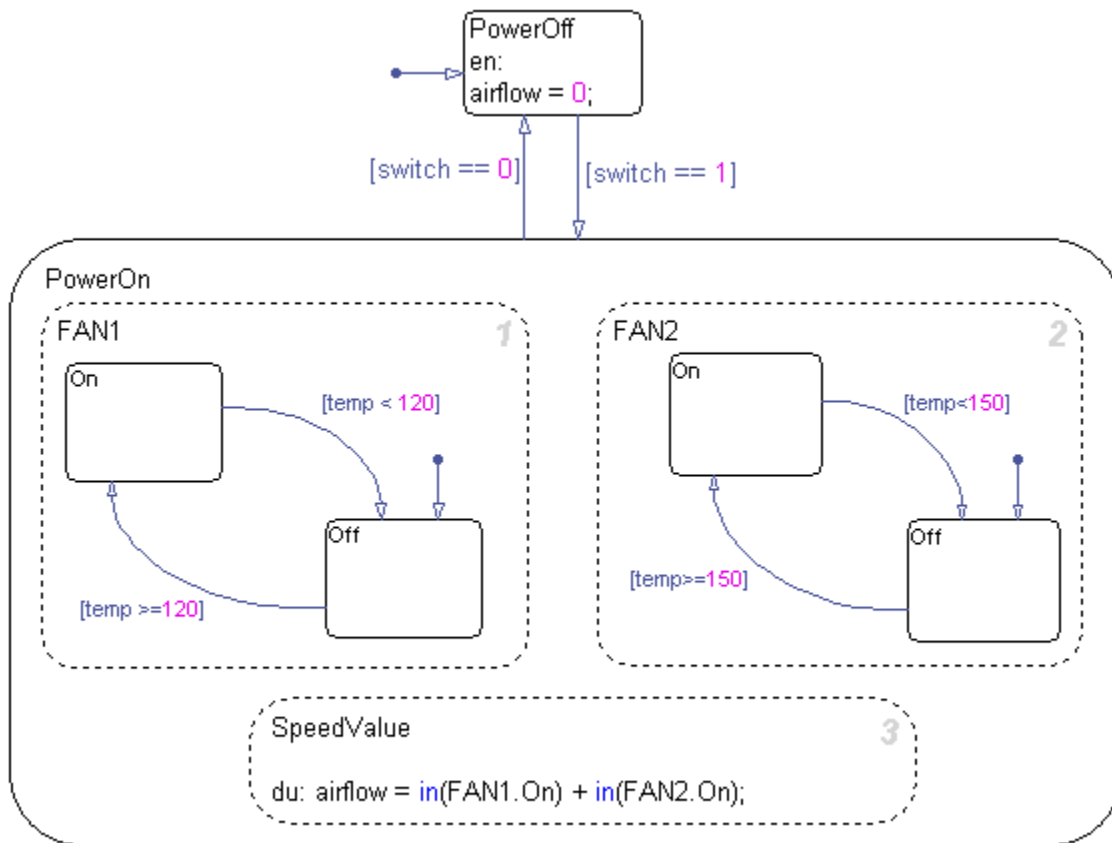 PowerOff
en:
airflow = 0;
[switch == 0]
[switch == 1]
PowerOn
FAN1
1
On
[temp < 120]
Off
[temp >=120]
FAN2
2
On
[temp<150]
Off
[temp>=150]
SpeedValue
3
du: airflow = in(FAN1.On) + in(FAN2.On);